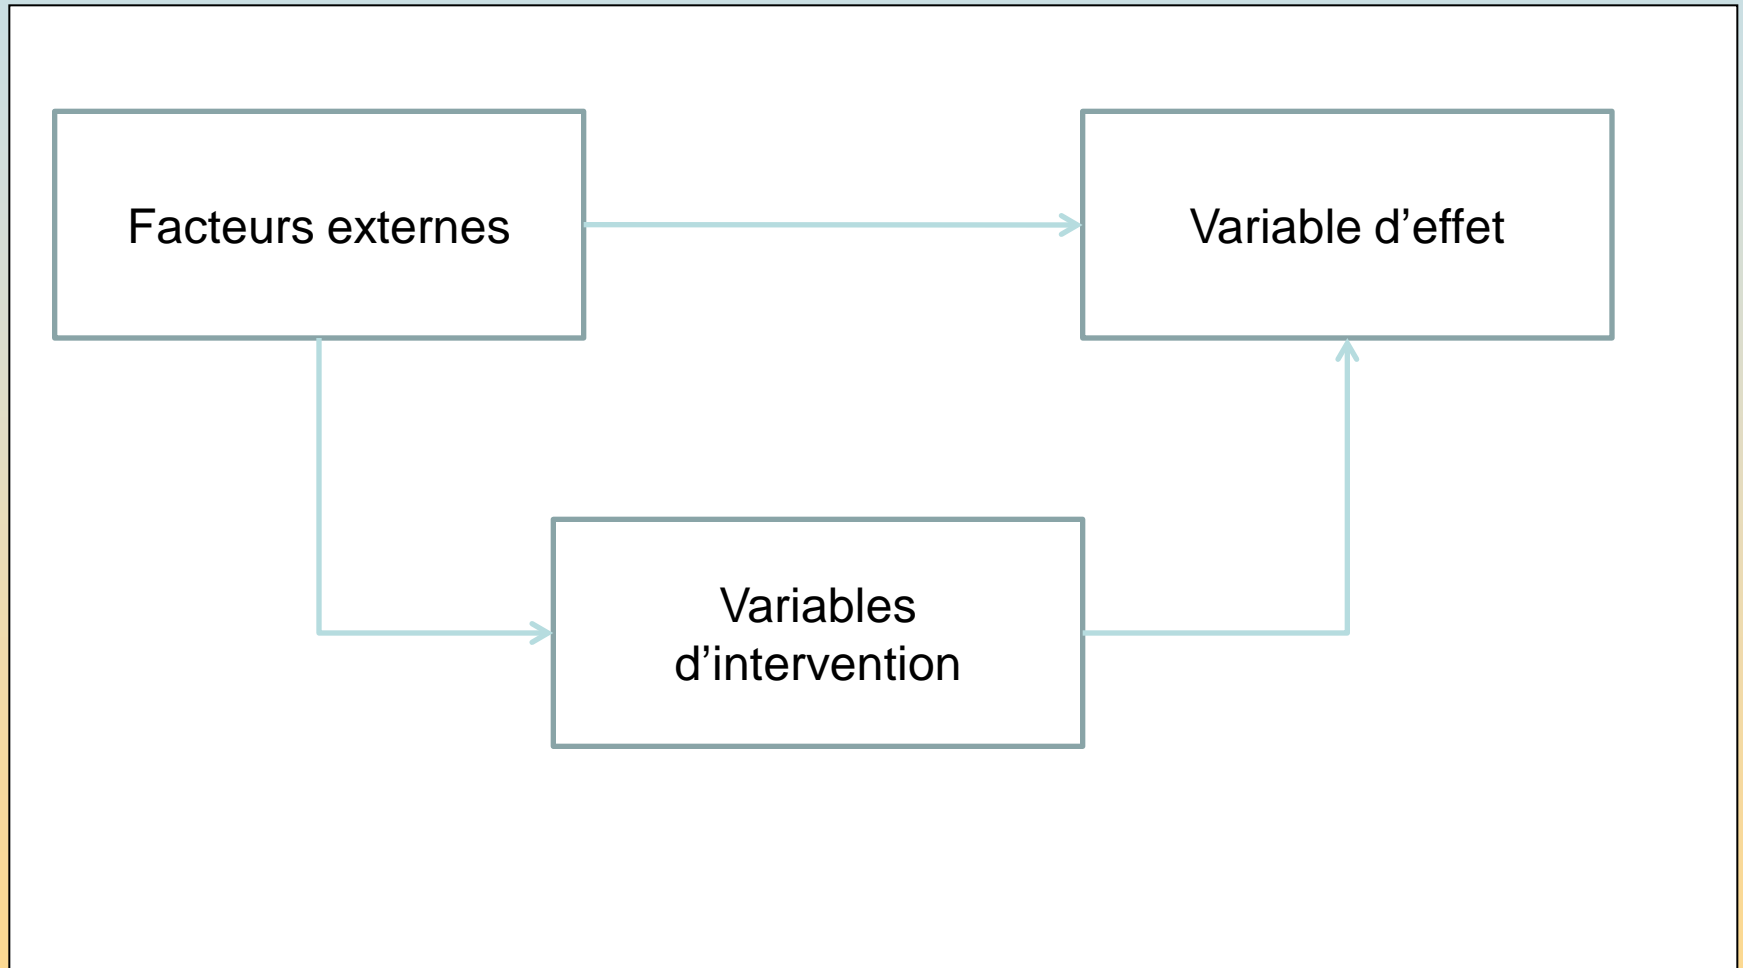 Facteurs externes
Variable d’effet
Variables
d’intervention